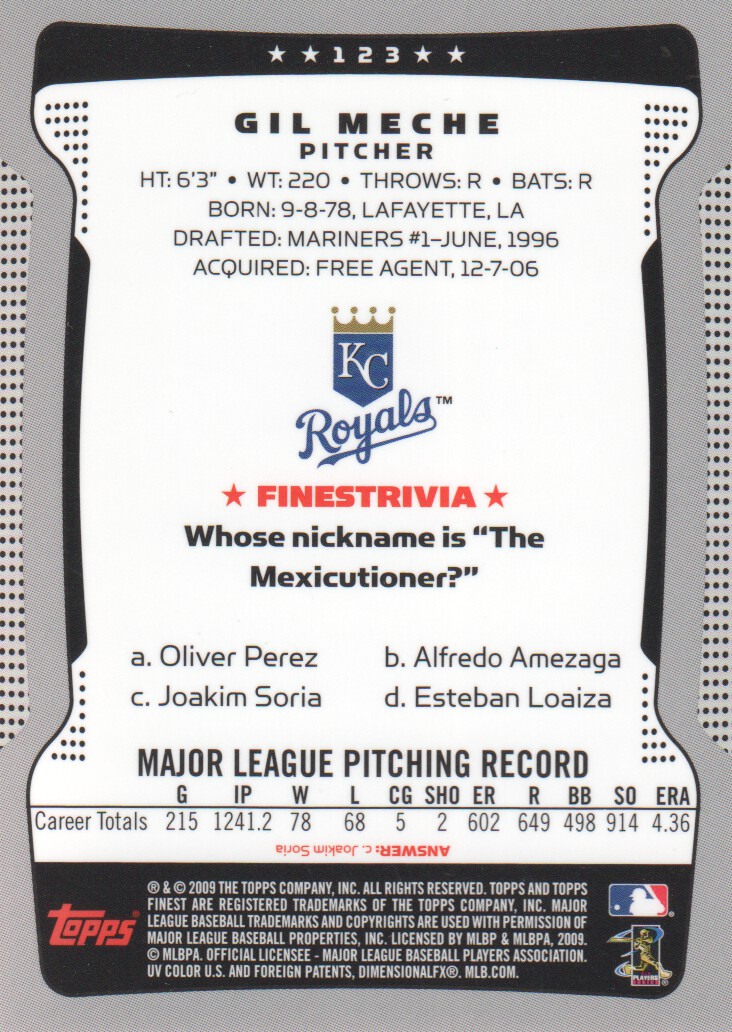 ★ ★ 1 2 3 ★ ★
GIL MECHE
PITCHER
HT: 6'3" • WT: 220 • THROWS: R • BATS: R
BORN: 9-8-78, LAFAYETTE, LA
DRAFTED: MARINERS #1–JUNE, 1996
ACQUIRED: FREE AGENT, 12-7-06
KC
Royals™
★ FINESTRIVIA ★
Whose nickname is "The
Mexicutioner?"
a. Oliver Perez b. Alfredo Amezaga
c. Joakim Soria d. Esteban Loaiza
MAJOR LEAGUE PITCHING RECORD
G IP W L CG SHO ER R BB SO ERA
Career Totals 215 1241.2 78 68 5 2 602 649 498 914 4.36
ANSWER: c. Joakim Soria
® & © 2009 THE TOPPS COMPANY, INC. ALL RIGHTS RESERVED. TOPPS AND TOPPS
FINEST ARE REGISTERED TRADEMARKS OF THE TOPPS COMPANY, INC. MAJOR
LEAGUE BASEBALL TRADEMARKS AND COPYRIGHTS ARE USED WITH PERMISSION OF
MAJOR LEAGUE BASEBALL PROPERTIES, INC. LICENSED BY MLBP & MLBPA, 2009.
© MLBPA. OFFICIAL LICENSEE - MAJOR LEAGUE BASEBALL PLAYERS ASSOCIATION.
UV COLOR U.S. AND FOREIGN PATENTS, DIMENSIONALFX®. MLB.COM.
topps®
PLAYERS
CHOICE